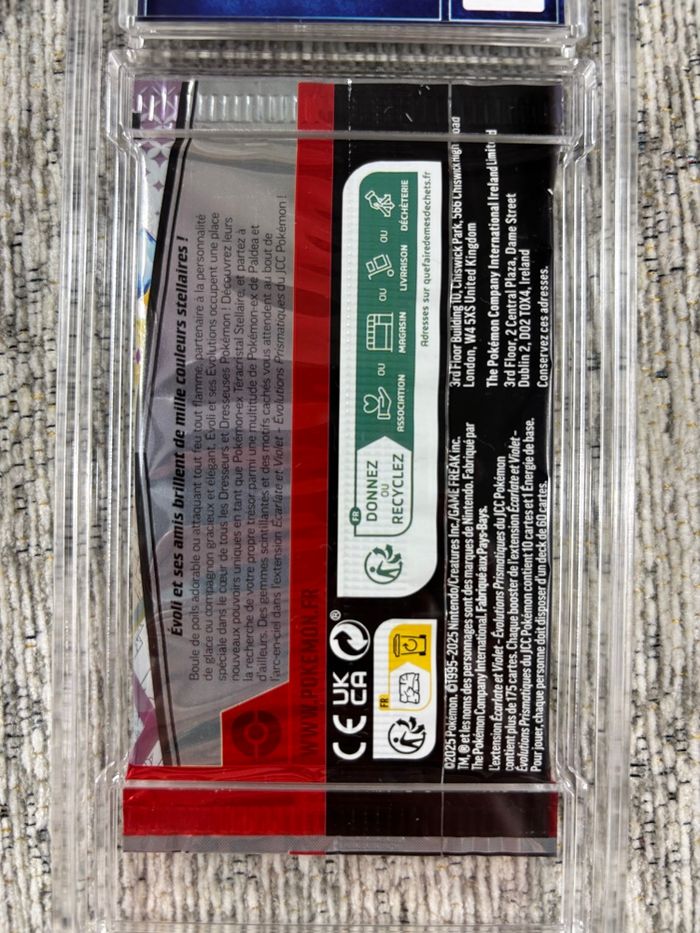 Évoli et ses amis brillent de mille couleurs stellaires !
Boule de poils adorable ou attaquant tout feu tout flamme, partenaire à la personnalité
de glace ou compagnon gracieux et élégant, Évoli et ses Évolutions occupent une place
spéciale dans le cœur de tous les Dresseurs et Dresseuses Pokémon ! Découvrez leurs
nouveaux pouvoirs uniques en tant que Pokémon-ex Téracristal Stellaire, et partez à
la recherche de votre propre trésor parmi une multitude de Pokémon-ex de Paldea et
d'ailleurs. Des gemmes scintillantes et des motifs cachés vous attendent au bout de
l'arc-en-ciel dans l'extension Écarlate et Violet – Évolutions Prismatiques du JCC Pokémon !
WWW.POKEMON.FR
CE UK
CA
®
FR
FR
DONNEZ
OU
RECYCLEZ
ASSOCIATION
OU
MAGASIN
OU
LIVRAISON
OU
DÉCHÈTERIE
Adresses sur quefairedemesdechets.fr
©2025 Pokémon. ©1995-2025 Nintendo/Creatures Inc./GAME FREAK inc.
TM, ® et les noms des personnages sont des marques de Nintendo. Fabriqué par
The Pokémon Company International. Fabriqué aux Pays-Bas.
L'extension Écarlate et Violet – Évolutions Prismatiques du JCC Pokémon
contient plus de 175 cartes. Chaque booster de l'extension Écarlate et Violet –
Évolutions Prismatiques du JCC Pokémon contient 10 cartes et 1 Énergie de base.
Pour jouer, chaque personne doit disposer d'un deck de 60 cartes.
3rd Floor Building 10, Chiswick Park, 566 Chiswick High Road
London, W4 5XS United Kingdom
The Pokémon Company International Ireland Limited
3rd Floor, 2 Central Plaza, Dame Street
Dublin 2, D02 T0X4, Ireland
Conservez ces adresses.